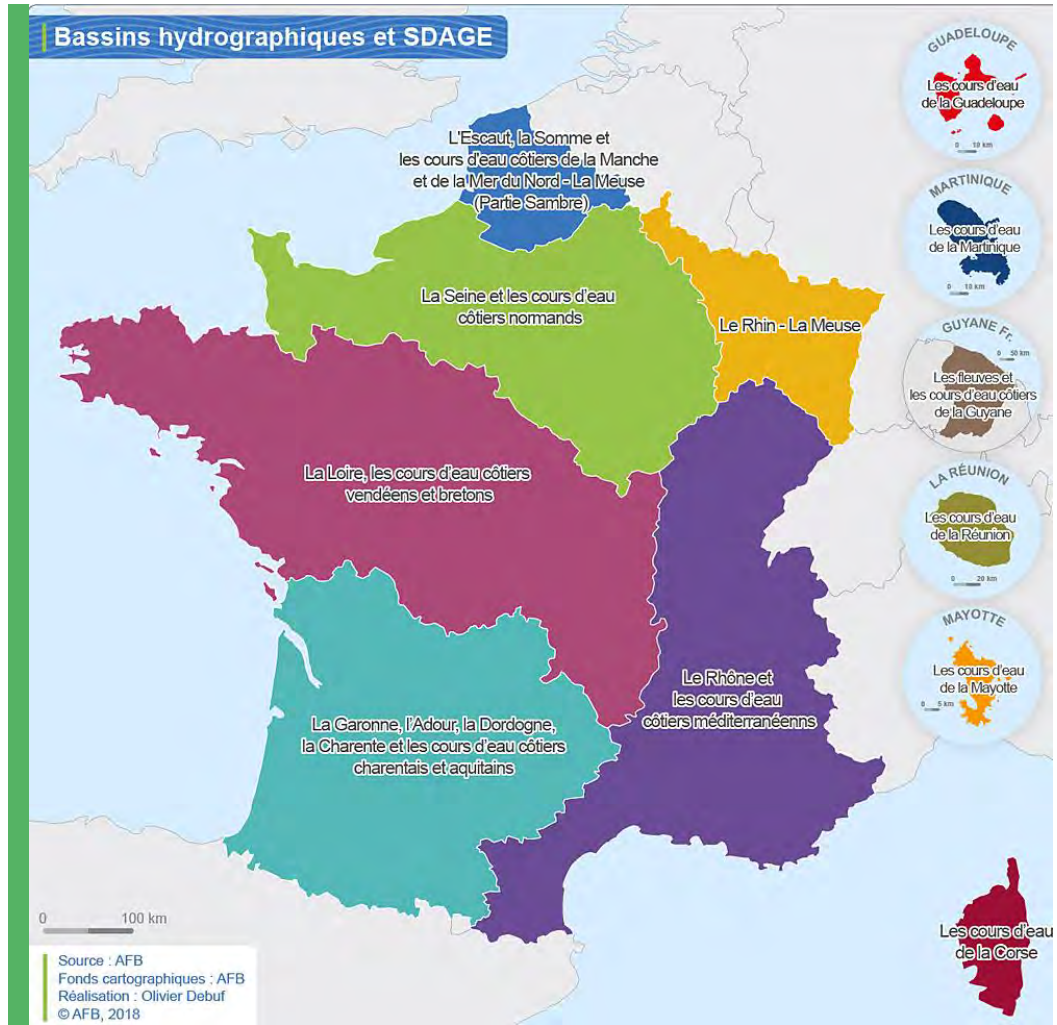 Bassins hydrographiques et SDAGE
GUADELOUPE
Les cours d'eau
de la Guadeloupe
0 10 km
L'Escaut, la Somme et
les cours d'eau côtiers de la Manche
et de la Mer du Nord - La Meuse
(Partie Sambre)
MARTINIQUE
Les cours d'eau
de la Martinique
0 10 km
La Seine et les cours d'eau
côtiers normands
Le Rhin - La Meuse
GUYANE Fr.
0 50 km
Les fleuves et
les cours d'eau côtiers
de la Guyane
La Loire, les cours d'eau côtiers
vendéens et bretons
LA RÉUNION
Les cours d'eau
de la Réunion
0 20 km
MAYOTTE
Les cours d'eau
de la Mayotte
0 5 km
Le Rhône et
les cours d'eau
côtiers méditerranéenns
La Garonne, l'Adour, la Dordogne,
la Charente et les cours d'eau côtiers
charentais et aquitains
Les cours d'eau
de la Corse
0 100 km
Source : AFB
Fonds cartographiques : AFB
Réalisation : Olivier Debuf
© AFB, 2018